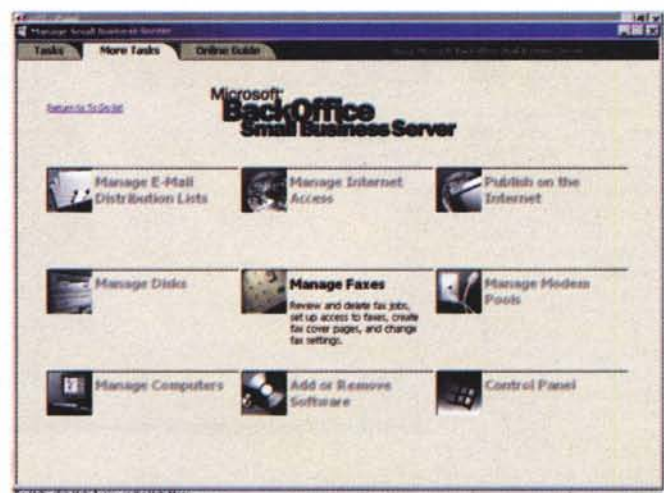 Manage Small Business Server
Tasks
More Tasks
Online Guide
Return to To Do list
Microsoft®
BackOffice
Small Business Server
Manage E-Mail
Distribution Lists
Manage Internet
Access
Publish on the
Internet
Manage Disks
Manage Faxes
Review and delete fax jobs,
set up access to faxes, create
fax cover pages, and change
fax settings.
Manage Modem
Pools
Manage Computers
Add or Remove
Software
Control Panel